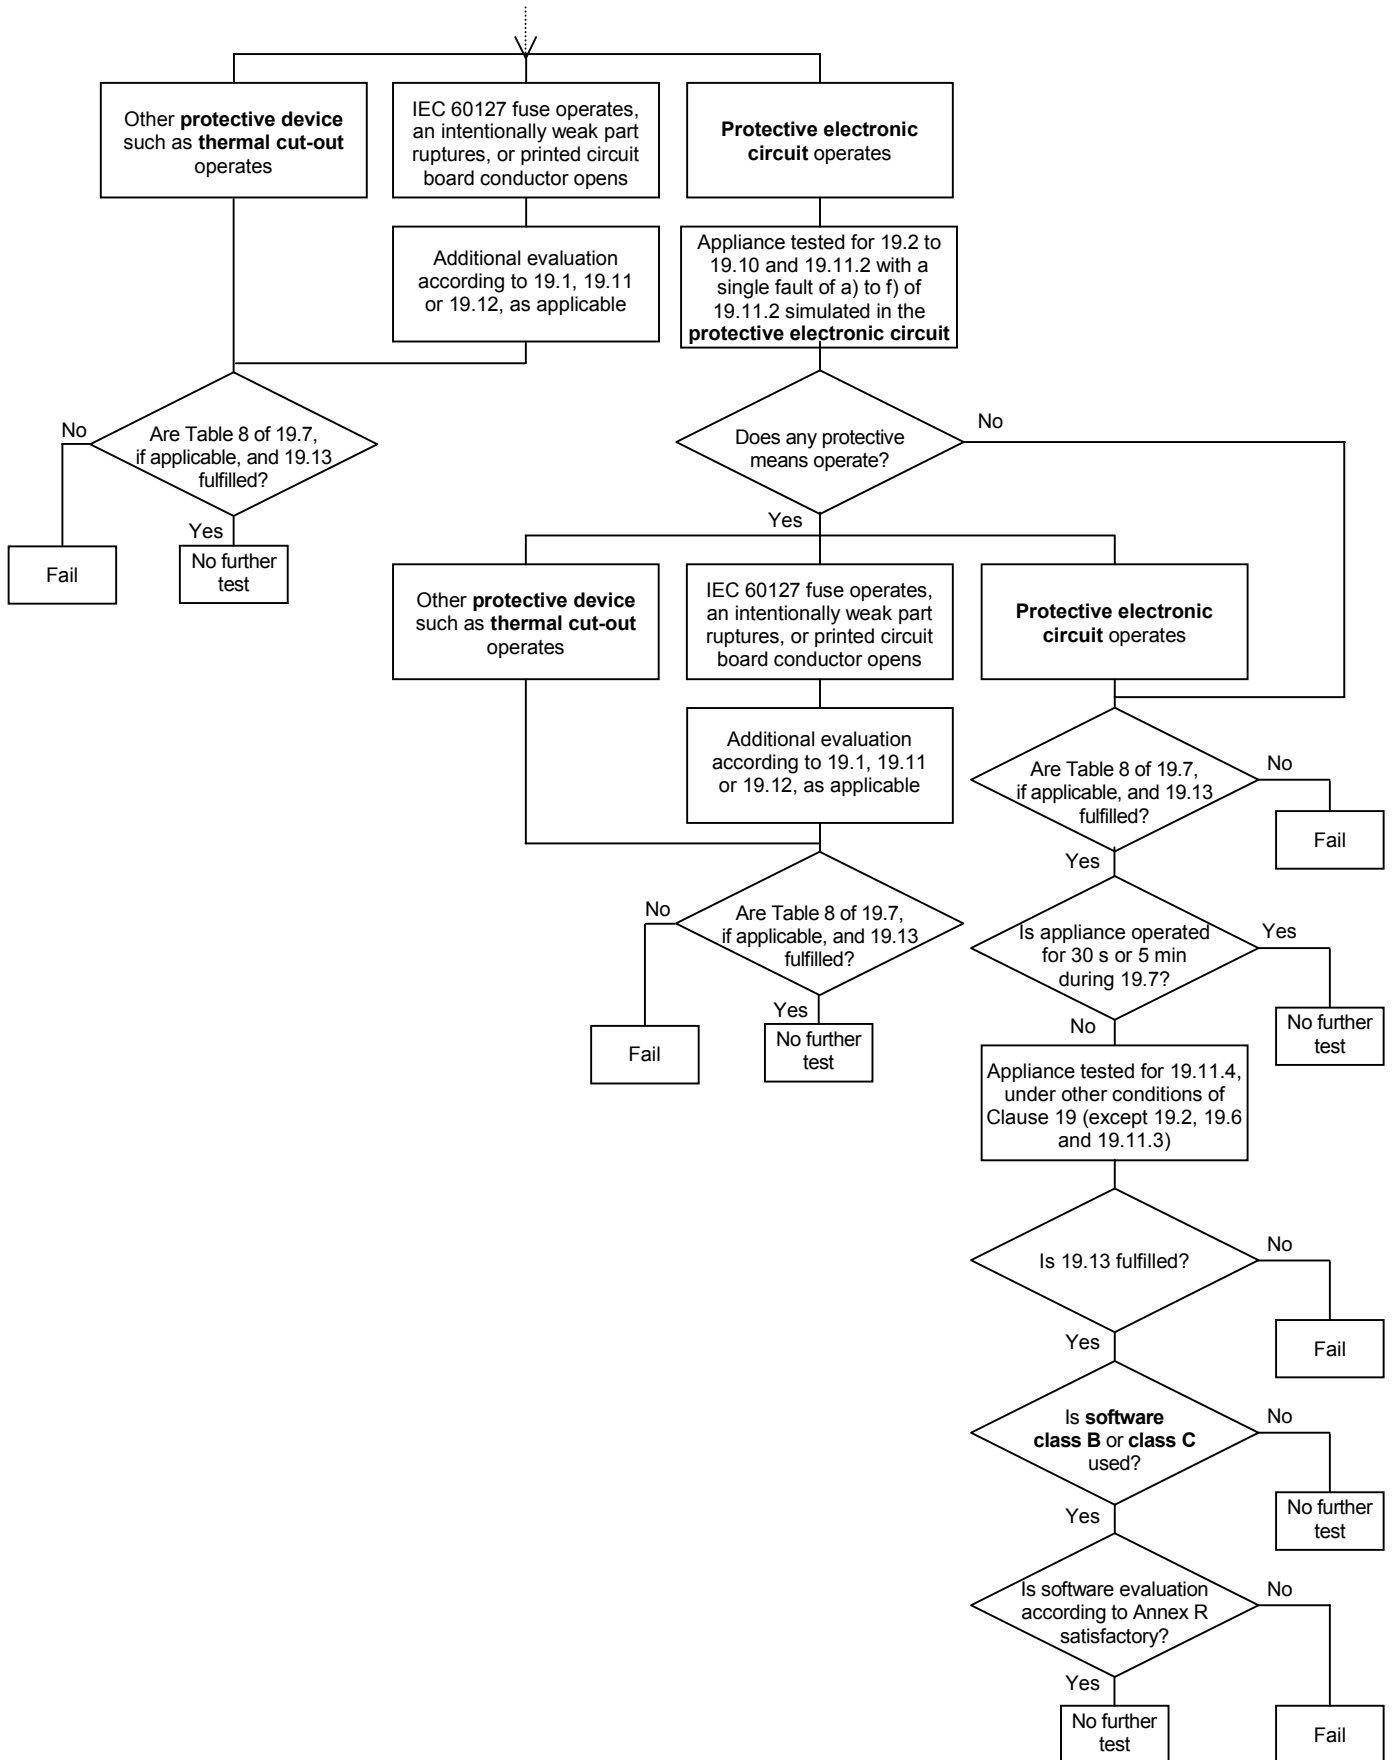 Other protective device
such as thermal cut-out
operates
IEC 60127 fuse operates,
an intentionally weak part
ruptures, or printed circuit
board conductor opens
Protective electronic
circuit operates
Additional evaluation
according to 19.1, 19.11
or 19.12, as applicable
Appliance tested for 19.2 to
19.10 and 19.11.2 with a
single fault of a) to f) of
19.11.2 simulated in the
protective electronic circuit
No
Are Table 8 of 19.7,
if applicable, and 19.13
fulfilled?
Yes
Fail
No further
test
Does any protective
means operate?
No
Yes
Other protective device
such as thermal cut-out
operates
IEC 60127 fuse operates,
an intentionally weak part
ruptures, or printed circuit
board conductor opens
Protective electronic
circuit operates
Additional evaluation
according to 19.1, 19.11
or 19.12, as applicable
No
Are Table 8 of 19.7,
if applicable, and 19.13
fulfilled?
Yes
Fail
No further
test
Are Table 8 of 19.7,
if applicable, and 19.13
fulfilled?
No
Fail
Yes
Is appliance operated
for 30 s or 5 min
during 19.7?
Yes
No further
test
No
Appliance tested for 19.11.4,
under other conditions of
Clause 19 (except 19.2, 19.6
and 19.11.3)
Is 19.13 fulfilled?
No
Fail
Yes
Is software
class B or class C
used?
No
No further
test
Yes
Is software evaluation
according to Annex R
satisfactory?
No
Yes
No further
test
Fail